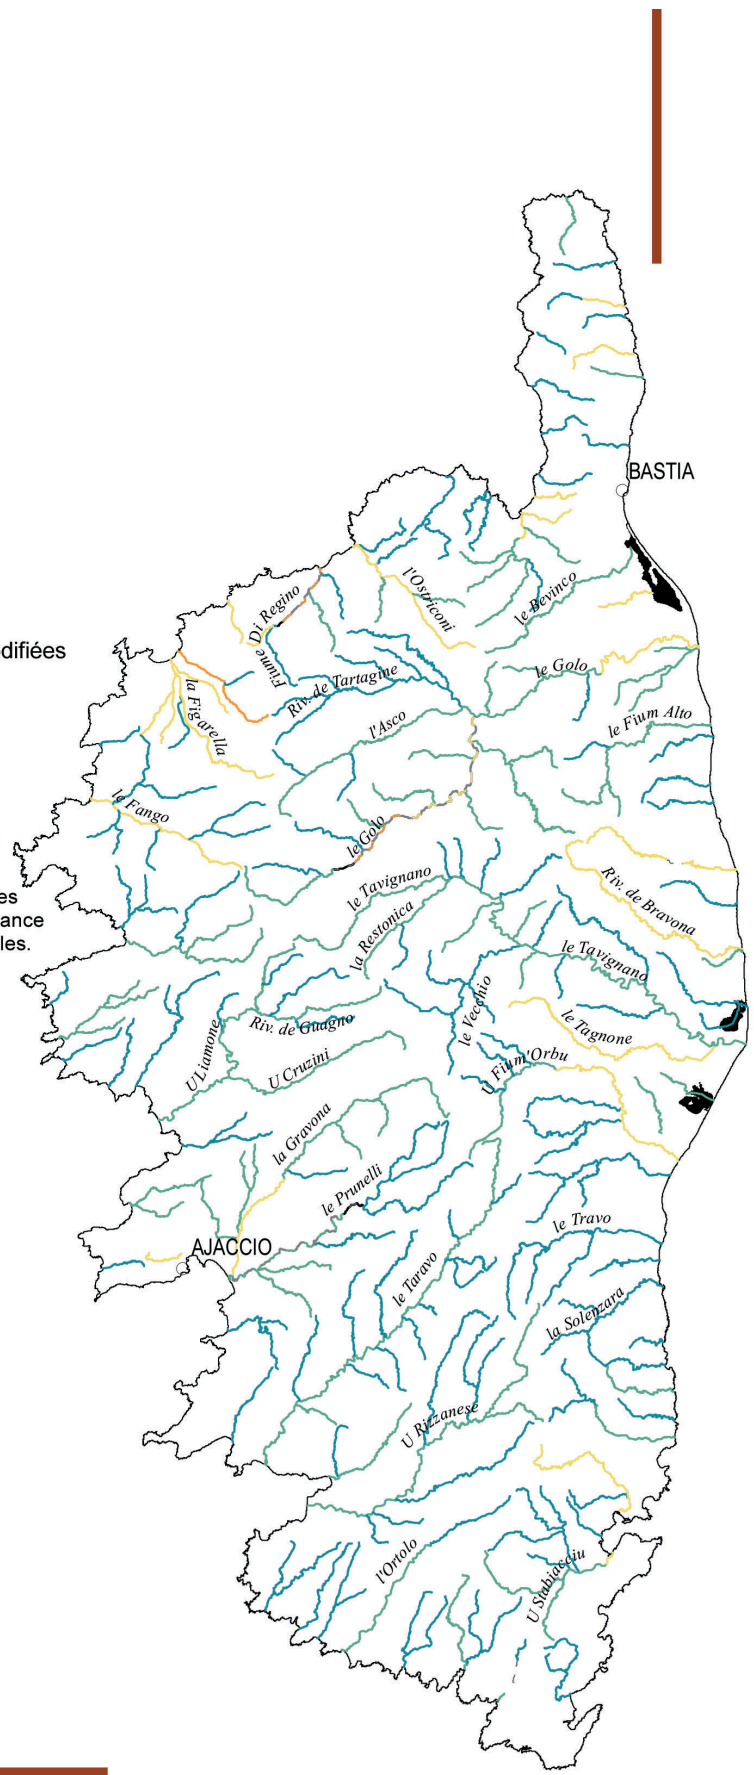 BASTIA
l'Ostriconi
le Bevinco
Fiume Di Regino
difiées
le Golo
Riv. de Tartagine
la Figarella
l'Asco
le Fium Alto
le Fango
le Golo
es
ance
les.
le Tavignano
la Restonica
Riv. de Bravona
le Tavignano
le Vecchio
Riv. de Guagno
le Tagnone
U Liamone
U Cruzini
U Fium'Orbu
la Gravona
le Prunelli
le Travo
AJACCIO
le Taravo
la Solenzara
U Rizzanese
l'Ortolo
U Stabiacciu